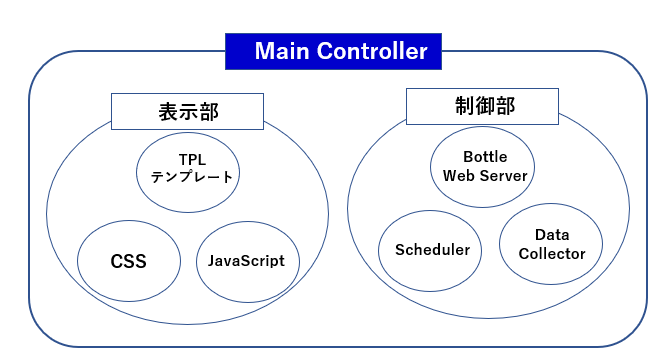 Main Controller
表示部
TPL
テンプレート
CSS
JavaScript
制御部
Bottle
Web Server
Scheduler
Data
Collector